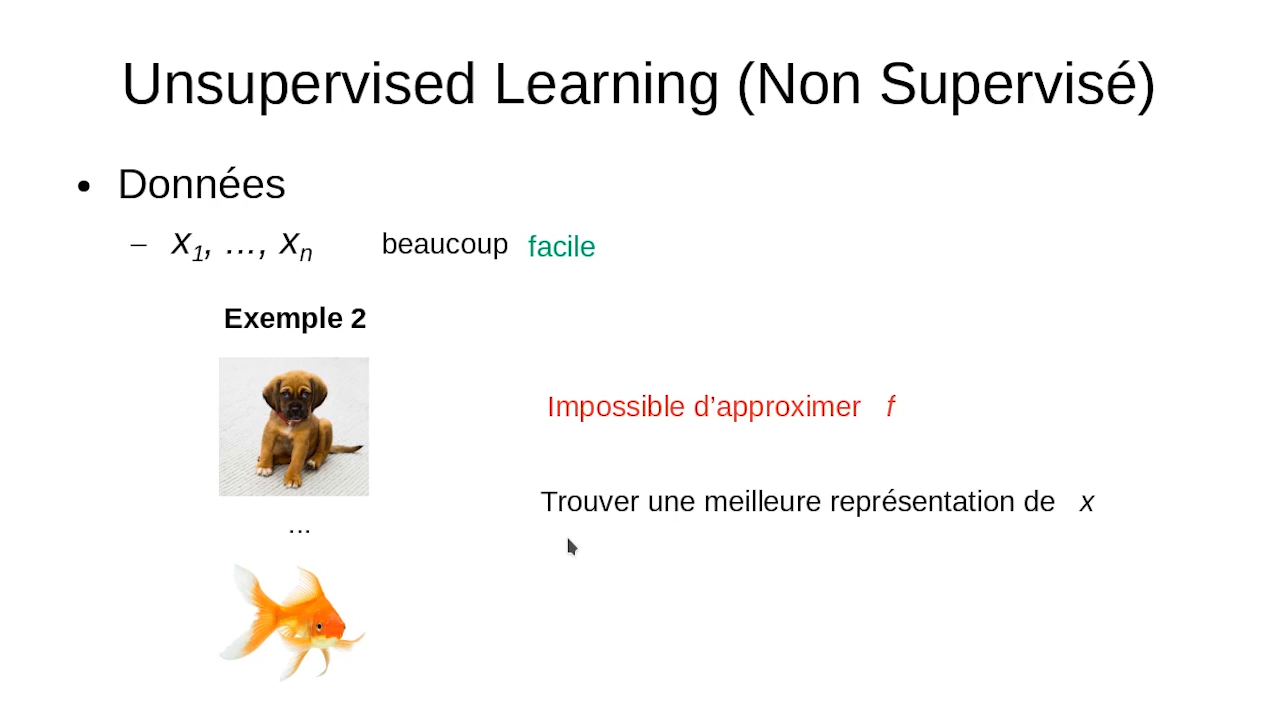 Unsupervised Learning (Non Supervisé)
• Données
– x1, ..., xn beaucoup facile
Exemple 2
Impossible d’approximer f
Trouver une meilleure représentation de x
...